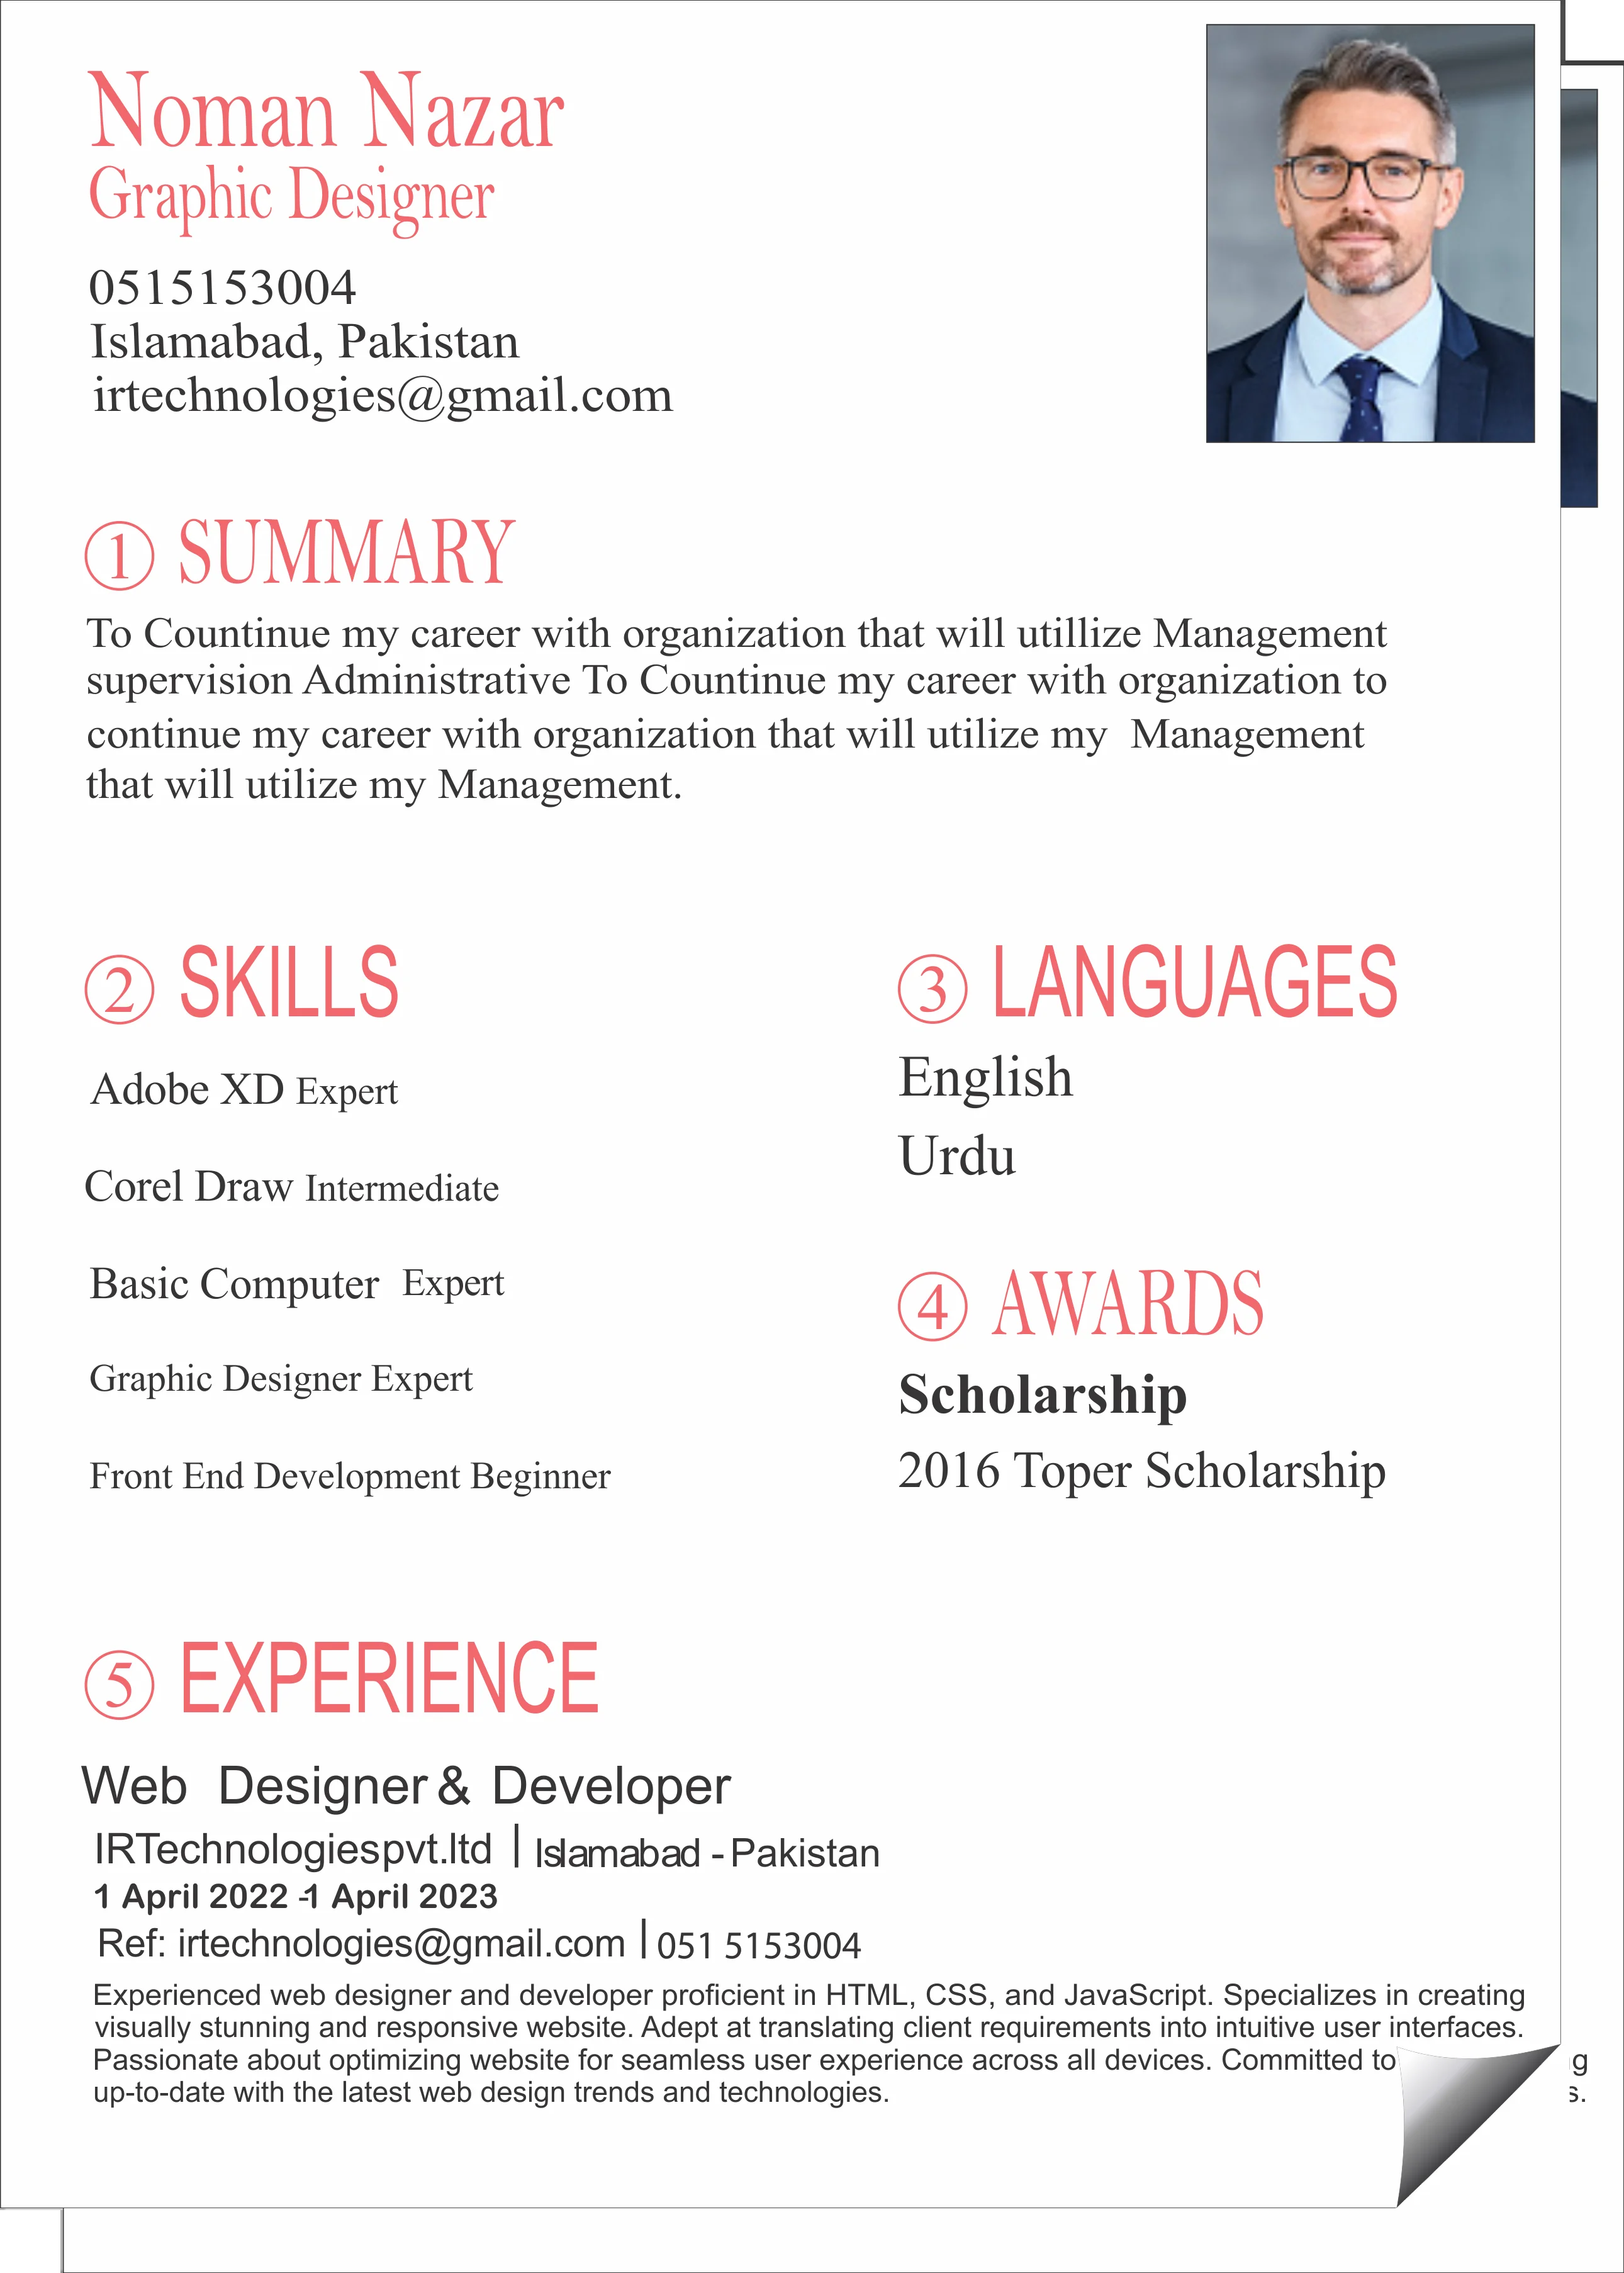 Noman Nazar
Graphic Designer
0515153004
Islamabad, Pakistan
irtechnologies@gmail.com
1 SUMMARY
To Countinue my career with organization that will utillize Management
supervision Administrative To Countinue my career with organization to
continue my career with organization that will utilize my Management
that will utilize my Management.
2 SKILLS
Adobe XD Expert
Corel Draw Intermediate
Basic Computer Expert
Graphic Designer Expert
Front End Development Beginner
3 LANGUAGES
English
Urdu
4 AWARDS
Scholarship
2016 Toper Scholarship
5 EXPERIENCE
Web Designer & Developer
IRTechnologiespvt.ltd | Islamabad - Pakistan
1 April 2022 -1 April 2023
Ref: irtechnologies@gmail.com | 051 5153004
Experienced web designer and developer proficient in HTML, CSS, and JavaScript. Specializes in creating
visually stunning and responsive website. Adept at translating client requirements into intuitive user interfaces.
Passionate about optimizing website for seamless user experience across all devices. Committed to
up-to-date with the latest web design trends and technologies.